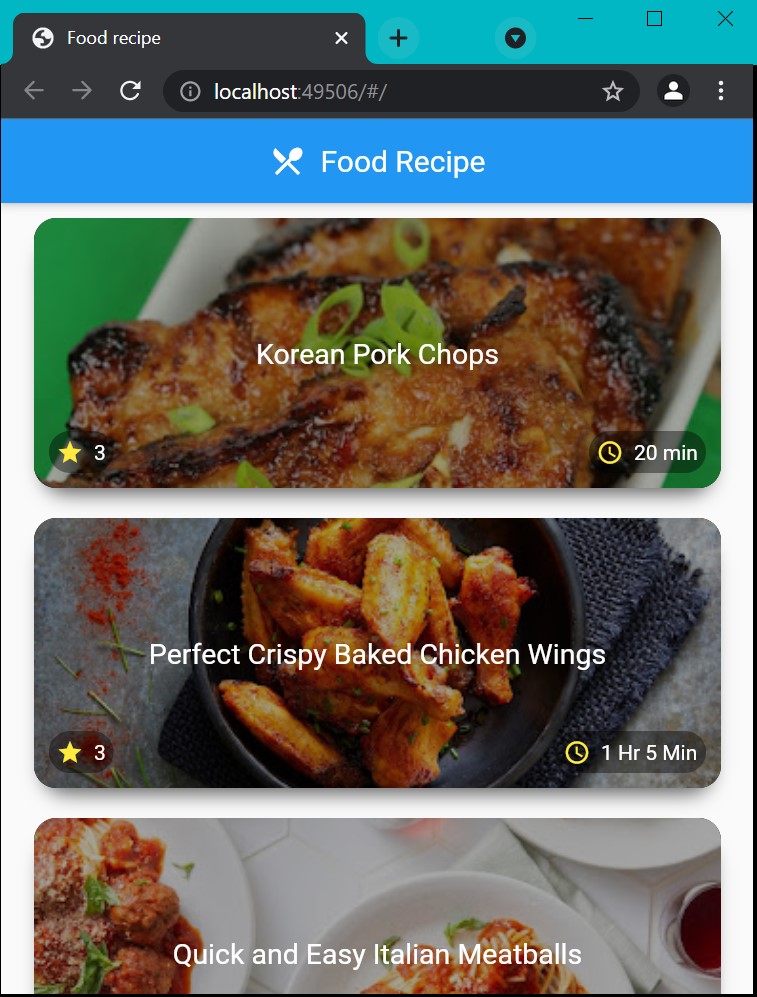 Food recipe
localhost:49506/#/
Food Recipe
Korean Pork Chops
3
20 min
Perfect Crispy Baked Chicken Wings
3
1 Hr 5 Min
Quick and Easy Italian Meatballs